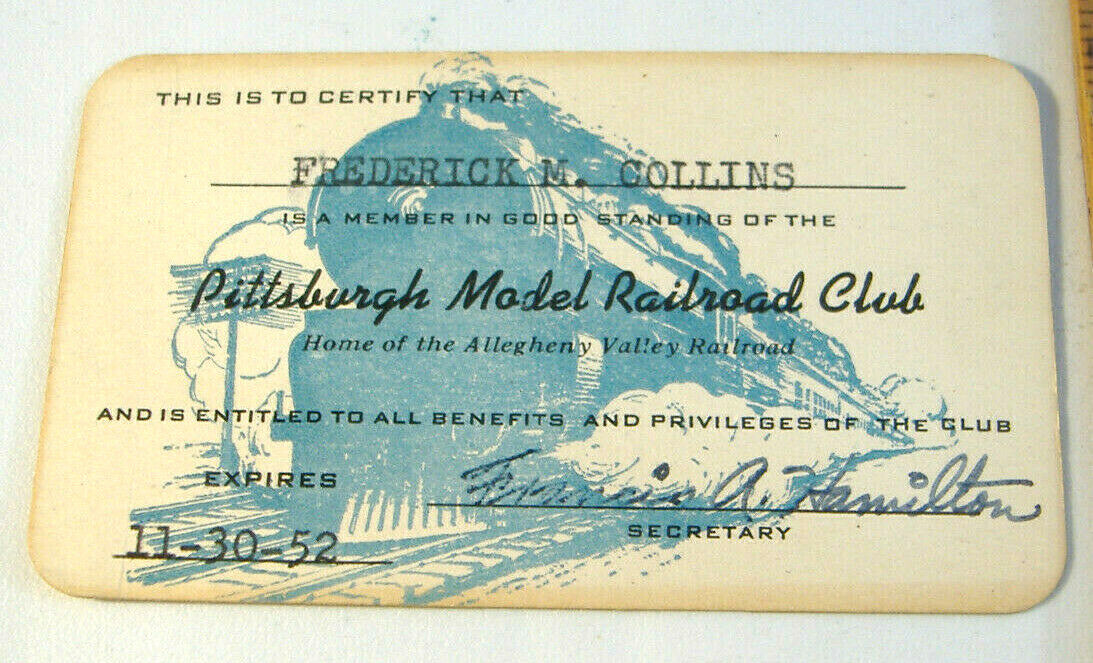 THIS IS TO CERTIFY THAT
FREDERICK M. COLLINS
IS A MEMBER IN GOOD STANDING OF THE
Pittsburgh Model Railroad Club
Home of the Allegheny Valley Railroad
AND IS ENTITLED TO ALL BENEFITS AND PRIVILEGES OF THE CLUB
EXPIRES
Francis A. Hamilton
SECRETARY
11-30-52